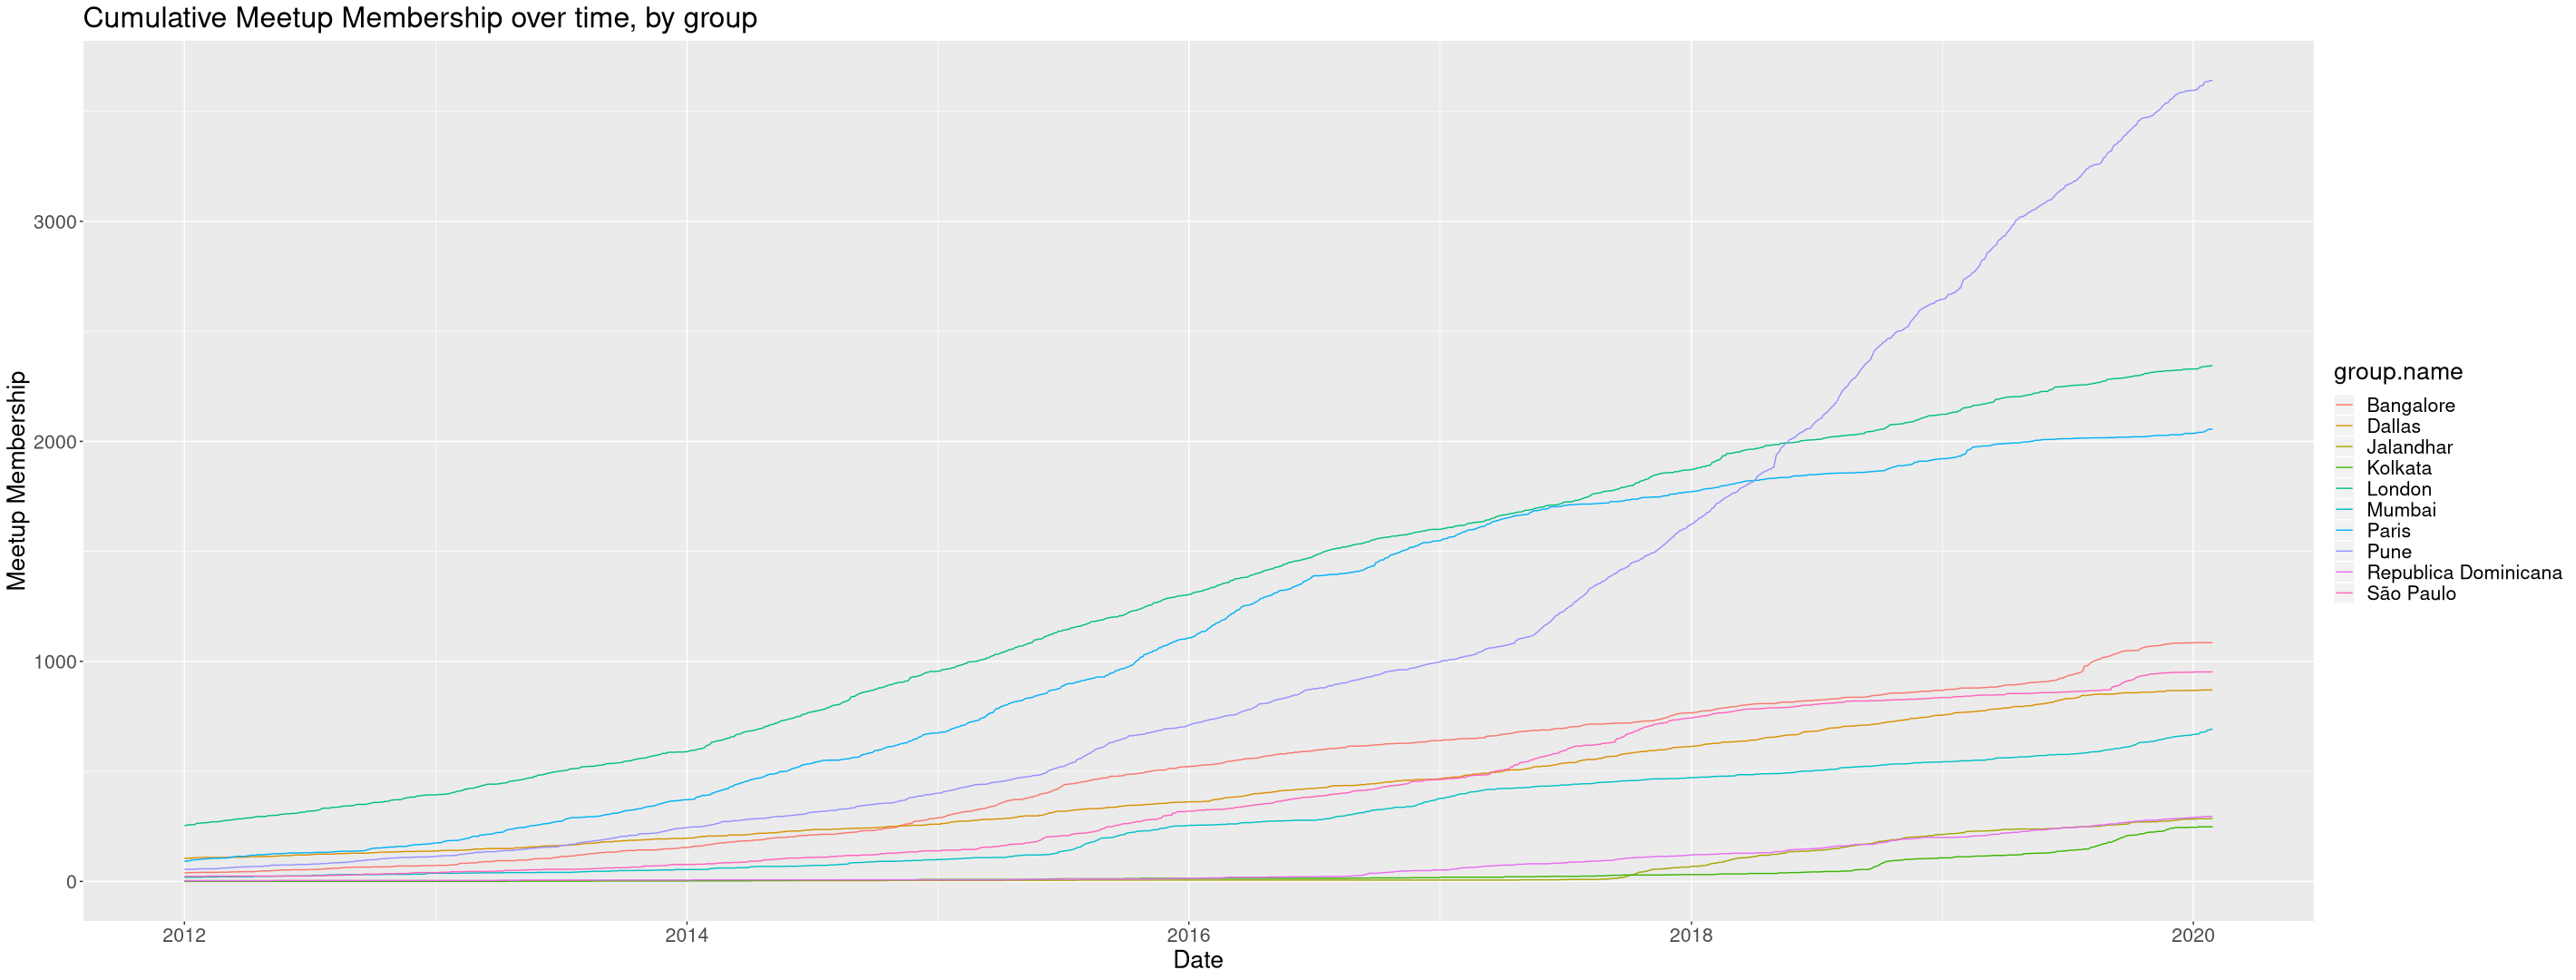 Cumulative Meetup Membership over time, by group
Meetup Membership
3000
2000
1000
0
2012 2014 2016 2018 2020
Date
group.name
Bangalore
Dallas
Jalandhar
Kolkata
London
Mumbai
Paris
Pune
Republica Dominicana
São Paulo